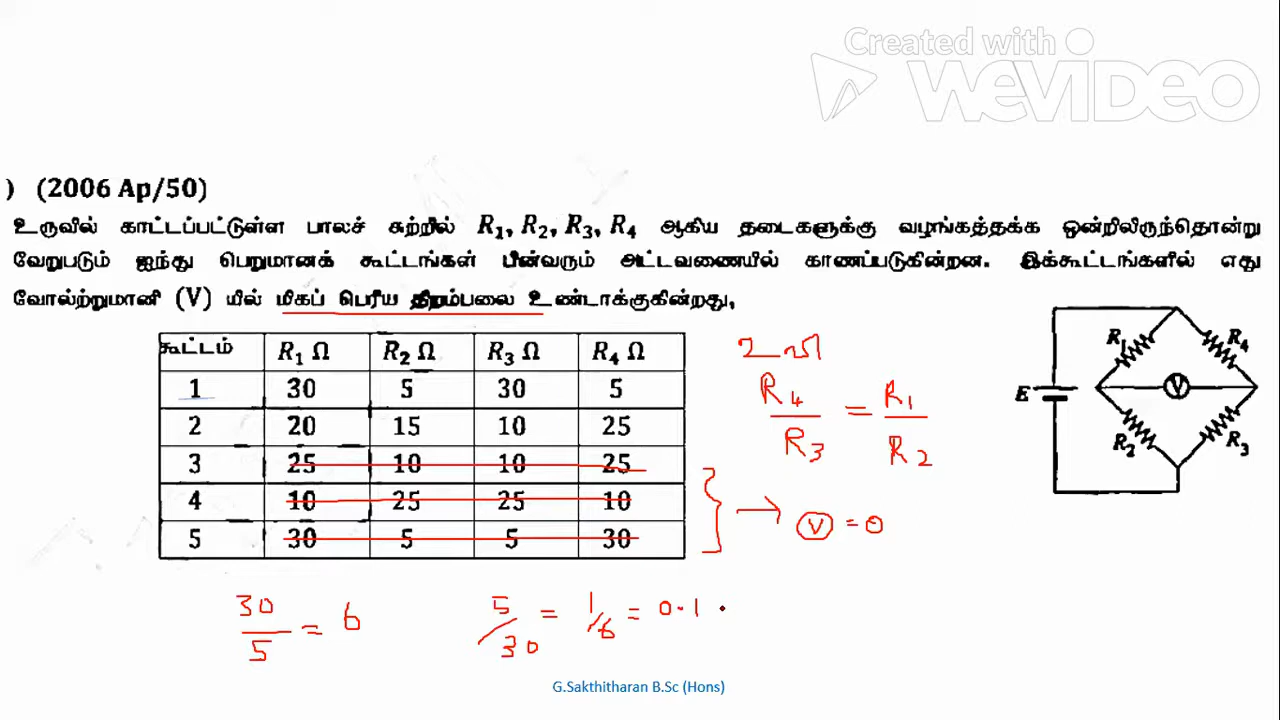 Created with
WEVIDEO
) (2006 Ap/50)
உருவில் காட்டப்பட்டுள்ள பாலச் சுற்றில் R1, R2, R3, R4 ஆகிய தடைகளுக்கு வழங்கத்தக்க ஒன்றிலிருந்தொன்று
வேறுபடும் ஐந்து பெறுமானக் கூட்டங்கள் பின்வரும் அட்டவணையில் காணப்படுகின்றன. இக்கூட்டங்களில் எது
வோல்ற்றுமானி (V) யில் மிகப் பெரிய திறம்பலை உண்டாக்குகின்றது,
கூட்டம் R1 Ω R2 Ω R3 Ω R4 Ω
1 30 5 30 5
2 20 15 10 25
3 25 10 10 25
4 10 25 25 10
5 30 5 5 30
R4/R3 = R1/R2
→ V = 0
R1 R4
E V
R2 R3
30/5 = 6 5/30 = 1/6 = 0.1
G.Sakthitharan B.Sc (Hons)